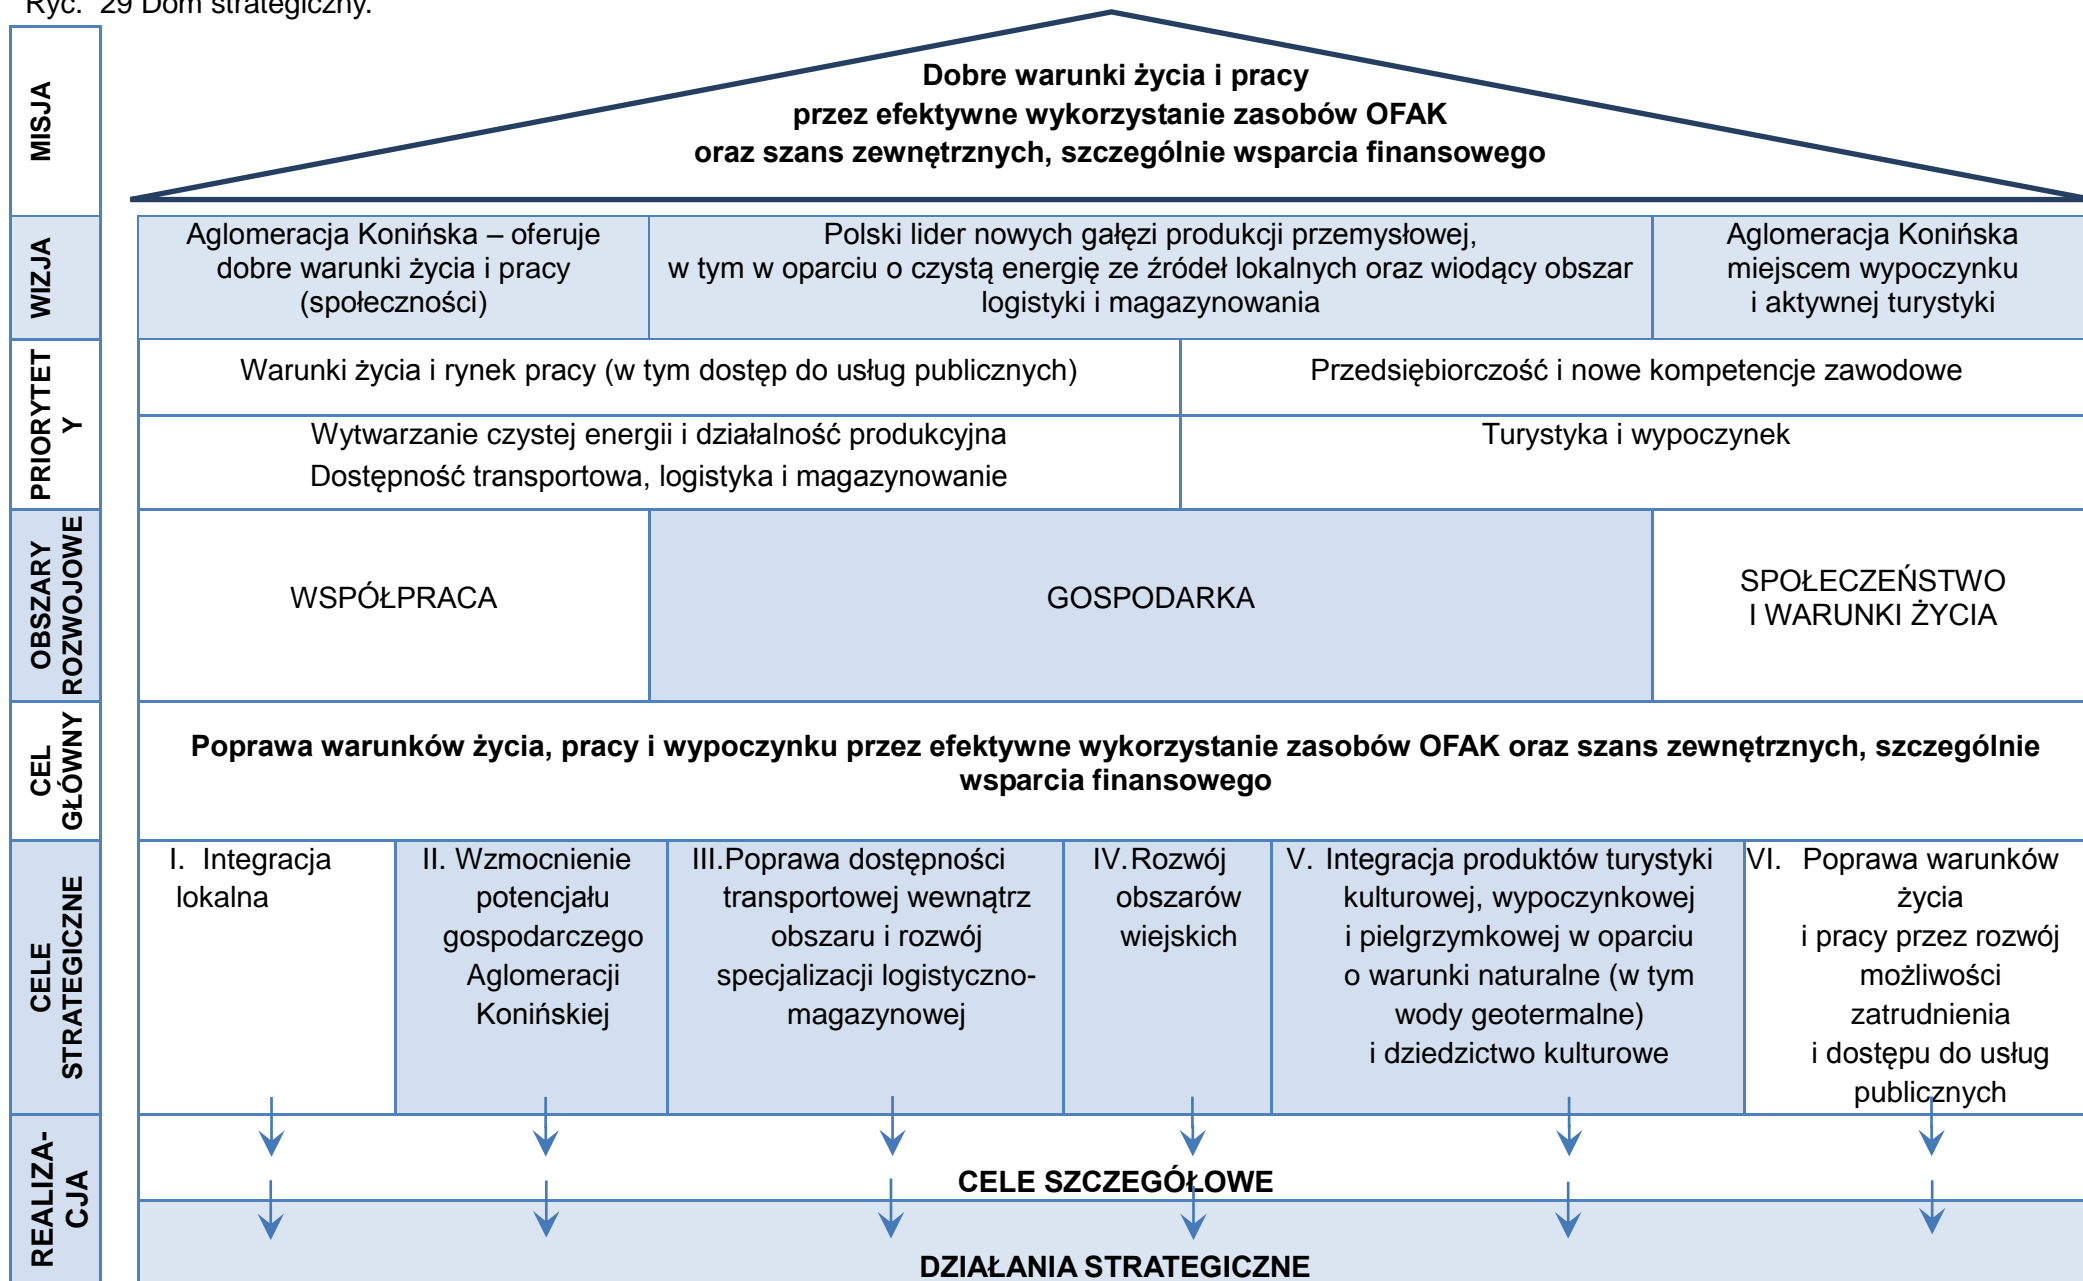 Ryc. 29 Dom strategiczny.
MISJA
Dobre warunki życia i pracy
przez efektywne wykorzystanie zasobów OFAK
oraz szans zewnętrznych, szczególnie wsparcia finansowego
WIZJA
Aglomeracja Konińska – oferuje
dobre warunki życia i pracy
(społeczności)
Polski lider nowych gałęzi produkcji przemysłowej,
w tym w oparciu o czystą energię ze źródeł lokalnych oraz wiodący obszar
logistyki i magazynowania
Aglomeracja Konińska
miejscem wypoczynku
i aktywnej turystyki
PRIORYTET
Y
Warunki życia i rynek pracy (w tym dostęp do usług publicznych)
Przedsiębiorczość i nowe kompetencje zawodowe
Wytwarzanie czystej energii i działalność produkcyjna
Dostępność transportowa, logistyka i magazynowanie
Turystyka i wypoczynek
OBSZARY
ROZWOJOWE
WSPÓŁPRACA
GOSPODARKA
SPOŁECZEŃSTWO
I WARUNKI ŻYCIA
CEL
GŁÓWNY
Poprawa warunków życia, pracy i wypoczynku przez efektywne wykorzystanie zasobów OFAK oraz szans zewnętrznych, szczególnie
wsparcia finansowego
CELE
STRATEGICZNE
I. Integracja
lokalna
II. Wzmocnienie
potencjału
gospodarczego
Aglomeracji
Konińskiej
III.Poprawa dostępności
transportowej wewnątrz
obszaru i rozwój
specjalizacji logistyczno-
magazynowej
IV.Rozwój
obszarów
wiejskich
V. Integracja produktów turystyki
kulturowej, wypoczynkowej
i pielgrzymkowej w oparciu
o warunki naturalne (w tym
wody geotermalne)
i dziedzictwo kulturowe
VI. Poprawa warunków
życia
i pracy przez rozwój
możliwości
zatrudnienia
i dostępu do usług
publicznych
REALIZA-
CJA
CELE SZCZEGÓŁOWE
DZIAŁANIA STRATEGICZNE